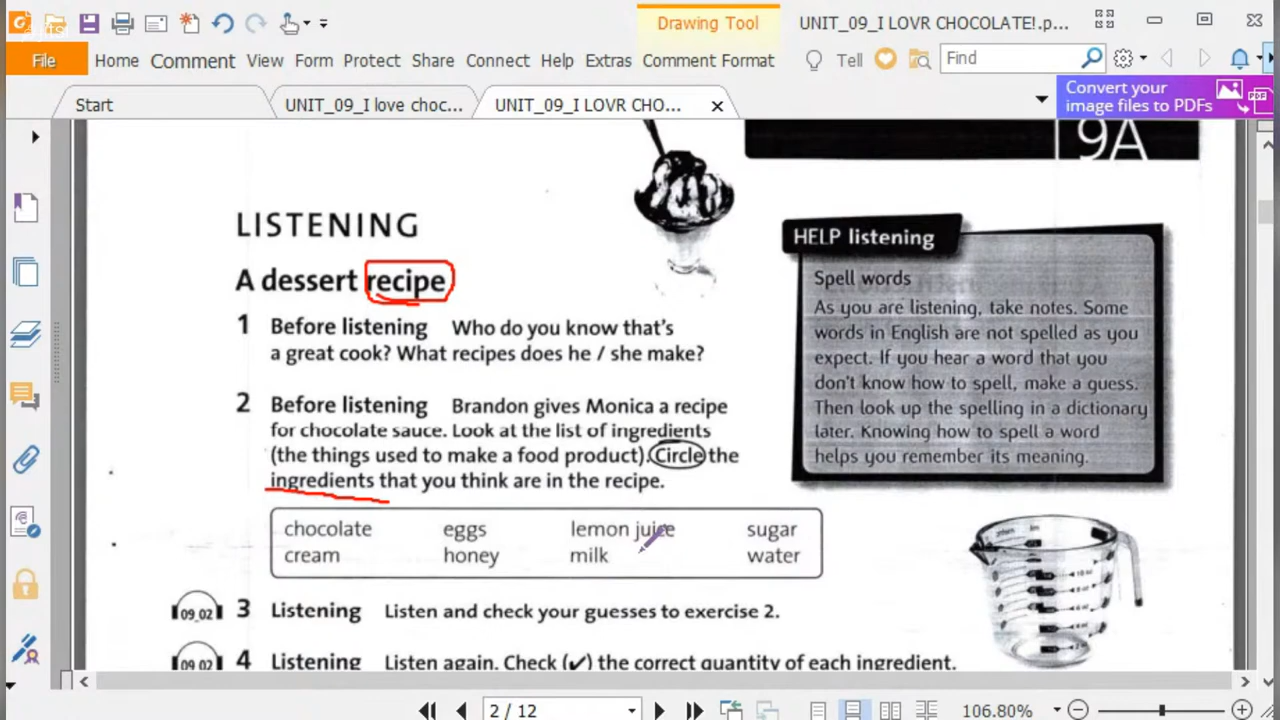 Drawing Tool
UNIT_09_I LOVR CHOCOLATE!.p...
File
Home
Comment
View
Form
Protect
Share
Connect
Help
Extras
Comment Format
Tell
Find
Start
UNIT_09_I love choc...
UNIT_09_I LOVR CHO...
Convert your
image files to PDFs
PDF
9A
LISTENING
A dessert recipe
1 Before listening Who do you know that's
a great cook? What recipes does he / she make?
2 Before listening Brandon gives Monica a recipe
for chocolate sauce. Look at the list of ingredients
(the things used to make a food product). Circle the
ingredients that you think are in the recipe.
chocolate eggs lemon juice sugar
cream honey milk water
09_02 3 Listening Listen and check your guesses to exercise 2.
09_02 4 Listening Listen again. Check (✔) the correct quantity of each ingredient.
HELP listening
Spell words
As you are listening, take notes. Some
words in English are not spelled as you
expect. If you hear a word that you
don't know how to spell, make a guess.
Then look up the spelling in a dictionary
later. Knowing how to spell a word
helps you remember its meaning.
2 / 12
106.80%